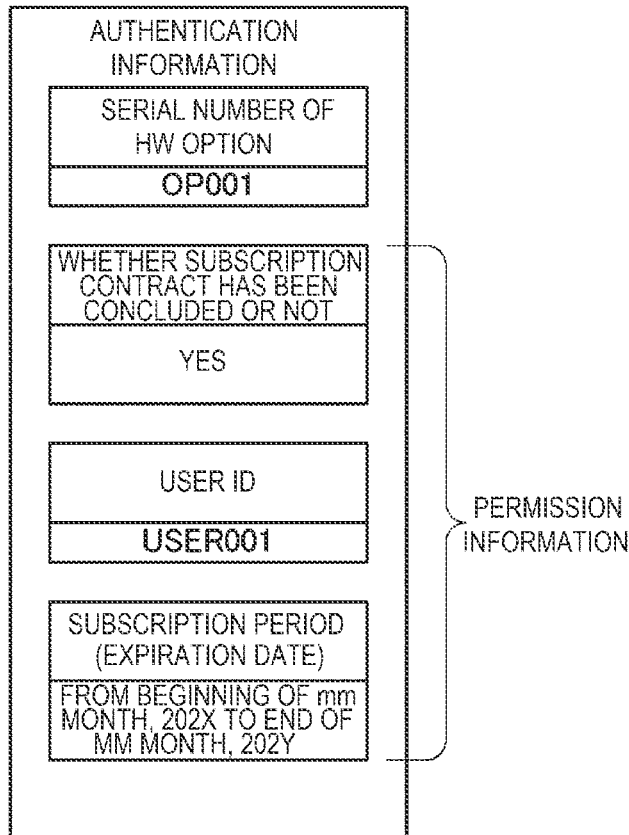 AUTHENTICATION
INFORMATION
SERIAL NUMBER OF
HW OPTION
OP001
WHETHER SUBSCRIPTION
CONTRACT HAS BEEN
CONCLUDED OR NOT
YES
USER ID
USER001
SUBSCRIPTION PERIOD
(EXPIRATION DATE)
FROM BEGINNING OF mm
MONTH, 202X TO END OF
MM MONTH, 202Y
PERMISSION
INFORMATION